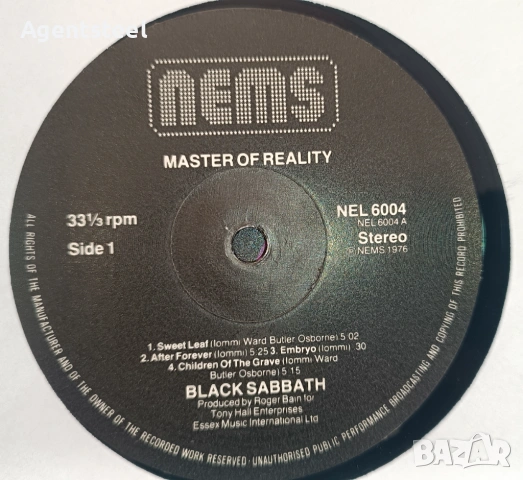 AgentSteel
NEMS
MASTER OF REALITY
33⅓ rpm
Side 1
NEL 6004
NEL 6004 A
Stereo
℗ NEMS 1976
1. Sweet Leaf (Iommi Ward Butler Osborne) 5:02
2. After Forever (Iommi) 5:25 3. Embryo (Iommi) :30
4. Children Of The Grave (Iommi Ward
Butler Osborne) 5:15
BLACK SABBATH
Produced by Roger Bain for
Tony Hall Enterprises
Essex Music International Ltd
ALL RIGHTS OF THE MANUFACTURER AND OF THE OWNER OF THE RECORDED WORK RESERVED · UNAUTHORISED PUBLIC PERFORMANCE BROADCASTING AND COPYING OF THIS RECORD PROHIBITED
BAZAR